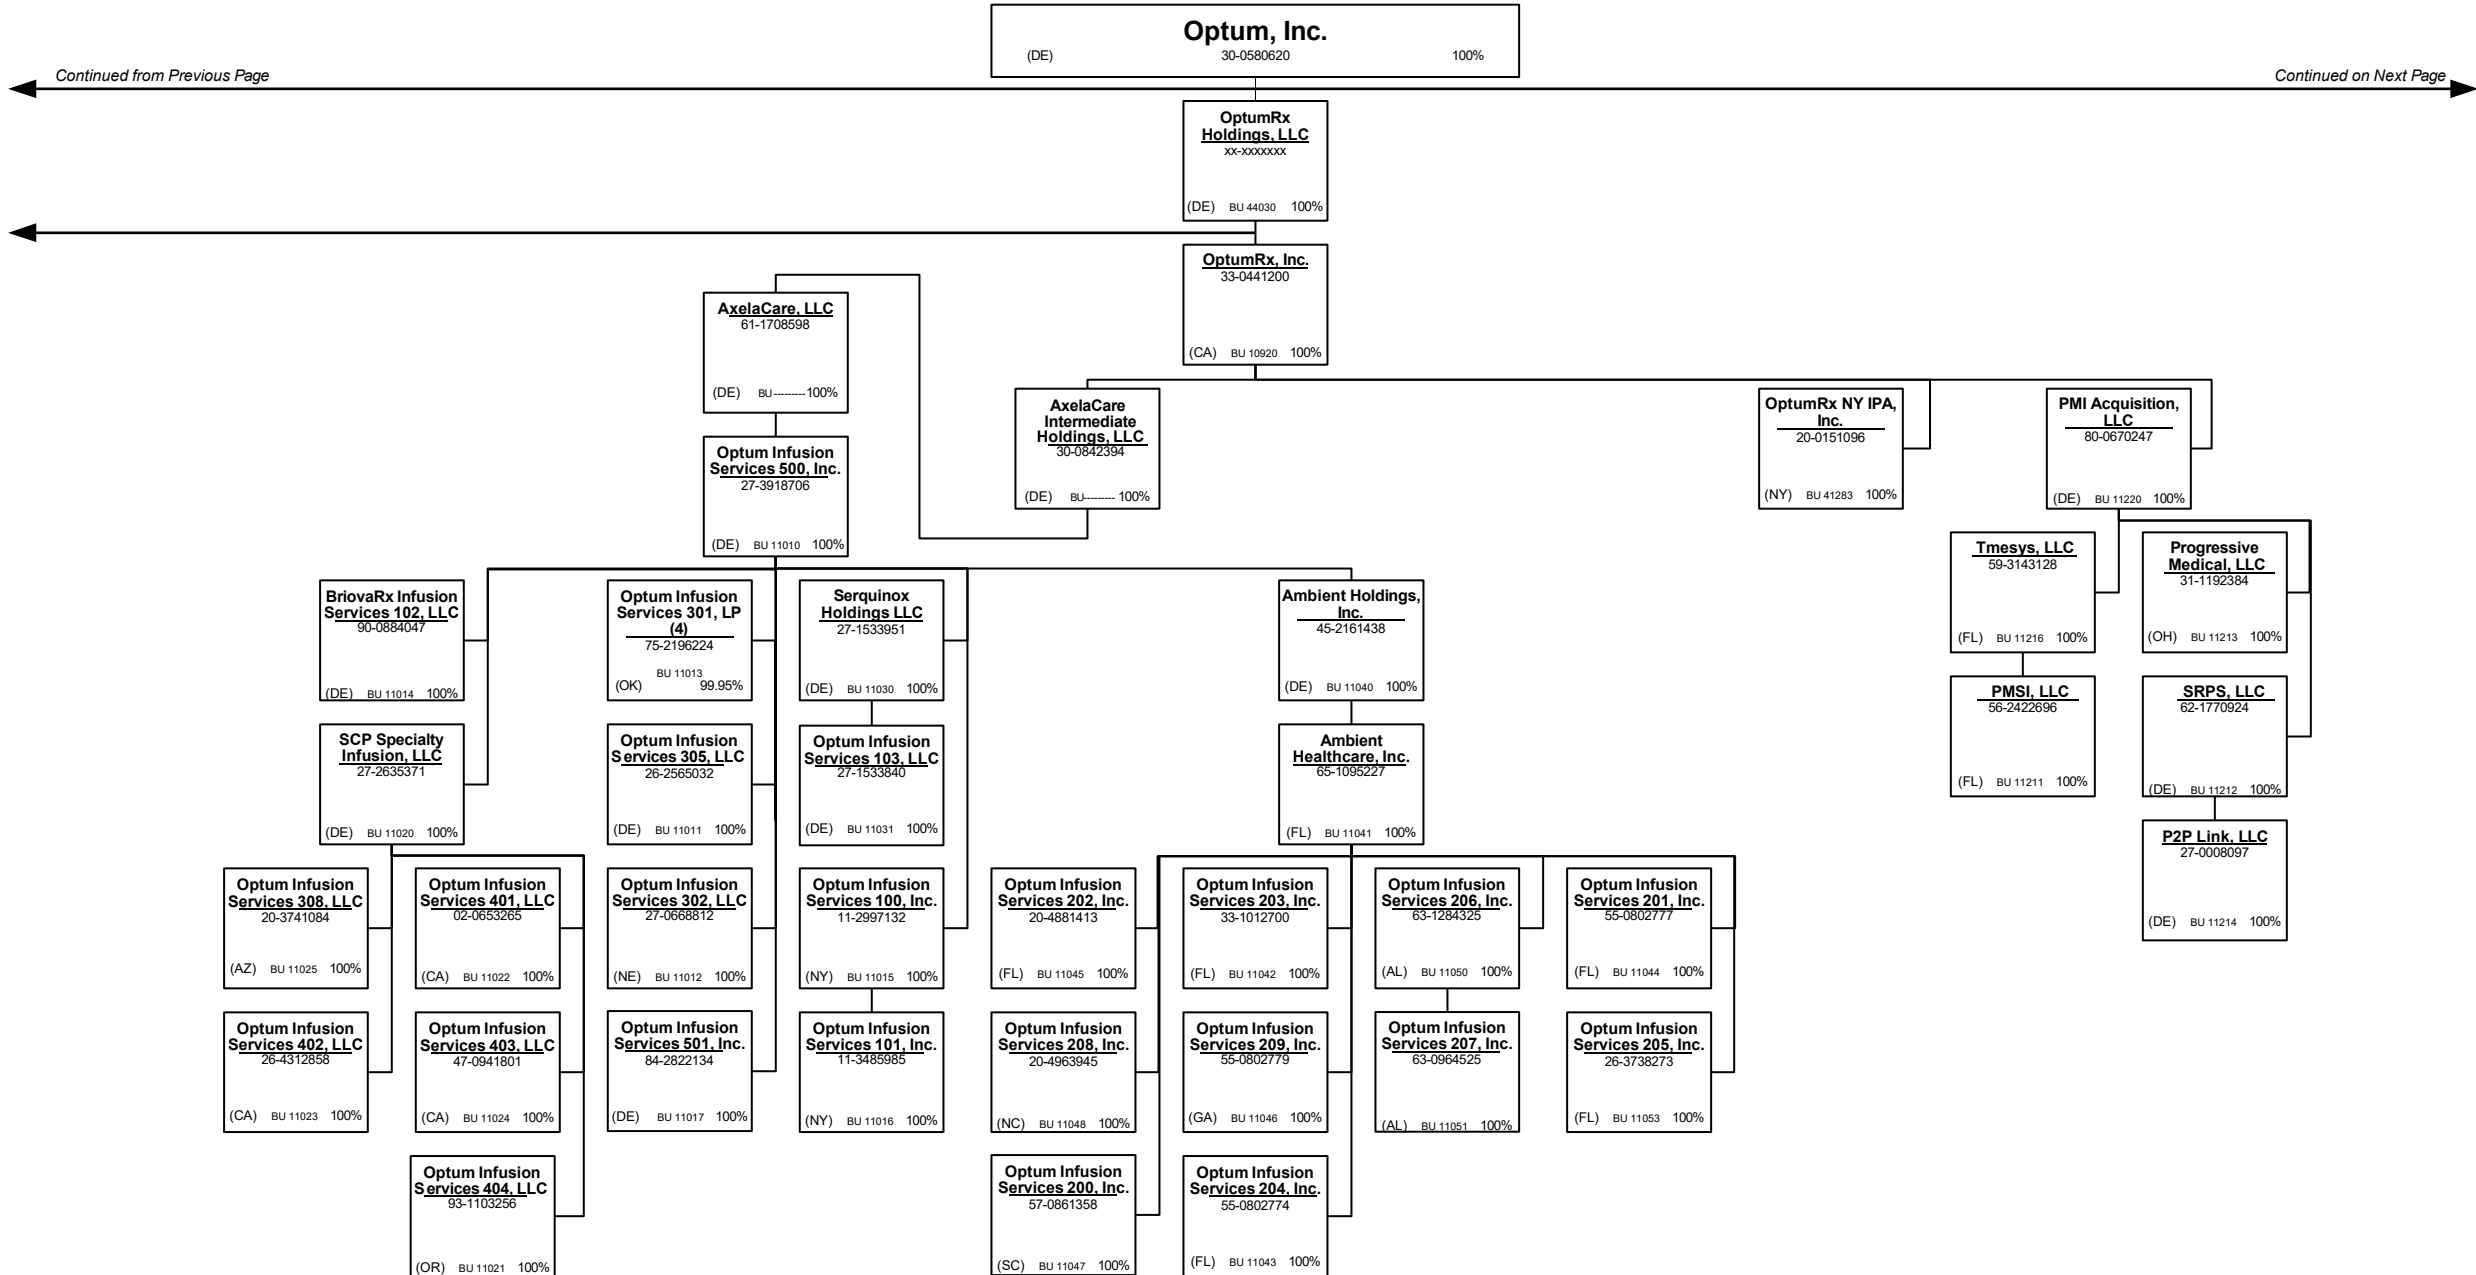 Optum, Inc.
(DE) 30-0580620 100%
Continued from Previous Page
Continued on Next Page
OptumRx
Holdings, LLC
xx-xxxxxxx
(DE) BU 44030 100%
OptumRx, Inc.
33-0441200
(CA) BU 10920 100%
AxelaCare, LLC
61-1708598
(DE) BU--------- 100%
AxelaCare
Intermediate
Holdings, LLC
30-0842394
(DE) BU--------- 100%
OptumRx NY IPA,
Inc.
20-0151096
(NY) BU 41283 100%
PMI Acquisition,
LLC
80-0670247
(DE) BU 11220 100%
Optum Infusion
Services 500, Inc.
27-3918706
(DE) BU 11010 100%
Tmesys, LLC
59-3143128
(FL) BU 11216 100%
Progressive
Medical, LLC
31-1192384
(OH) BU 11213 100%
BriovaRx Infusion
Services 102, LLC
90-0884047
(DE) BU 11014 100%
Optum Infusion
Services 301, LP
(4)
75-2196224
BU 11013
(OK) 99.95%
Serquinox
Holdings LLC
27-1533951
(DE) BU 11030 100%
Ambient Holdings,
Inc.
45-2161438
(DE) BU 11040 100%
PMSI, LLC
56-2422696
(FL) BU 11211 100%
SRPS, LLC
62-1770924
(DE) BU 11212 100%
SCP Specialty
Infusion, LLC
27-2635371
(DE) BU 11020 100%
Optum Infusion
Services 305, LLC
26-2565032
(DE) BU 11011 100%
Optum Infusion
Services 103, LLC
27-1533840
(DE) BU 11031 100%
Ambient
Healthcare, Inc.
65-1095227
(FL) BU 11041 100%
P2P Link, LLC
27-0008097
(DE) BU 11214 100%
Optum Infusion
Services 308, LLC
20-3741084
(AZ) BU 11025 100%
Optum Infusion
Services 401, LLC
02-0653265
(CA) BU 11022 100%
Optum Infusion
Services 302, LLC
27-0668812
(NE) BU 11012 100%
Optum Infusion
Services 100, Inc.
11-2997132
(NY) BU 11015 100%
Optum Infusion
Services 202, Inc.
20-4881413
(FL) BU 11045 100%
Optum Infusion
Services 203, Inc.
33-1012700
(FL) BU 11042 100%
Optum Infusion
Services 206, Inc.
63-1284325
(AL) BU 11050 100%
Optum Infusion
Services 201, Inc.
55-0802777
(FL) BU 11044 100%
Optum Infusion
Services 402, LLC
26-4312858
(CA) BU 11023 100%
Optum Infusion
Services 403, LLC
47-0941801
(CA) BU 11024 100%
Optum Infusion
Services 501, Inc.
84-2822134
(DE) BU 11017 100%
Optum Infusion
Services 101, Inc.
11-3485985
(NY) BU 11016 100%
Optum Infusion
Services 208, Inc.
20-4963945
(NC) BU 11048 100%
Optum Infusion
Services 209, Inc.
55-0802779
(GA) BU 11046 100%
Optum Infusion
Services 207, Inc.
63-0964525
(AL) BU 11051 100%
Optum Infusion
Services 205, Inc.
26-3738273
(FL) BU 11053 100%
Optum Infusion
Services 404, LLC
93-1103256
(OR) BU 11021 100%
Optum Infusion
Services 200, Inc.
57-0861358
(SC) BU 11047 100%
Optum Infusion
Services 204, Inc.
55-0802774
(FL) BU 11043 100%